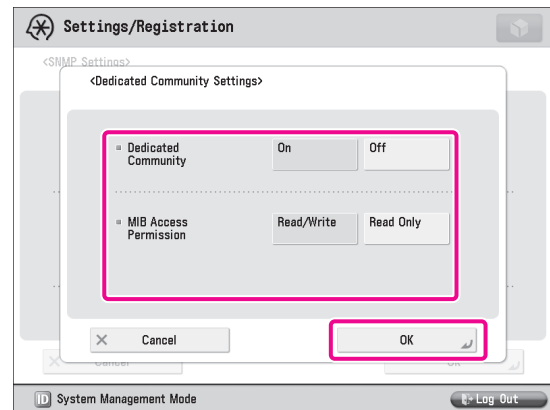 Settings/Registration
<SNMP Settings>
<Dedicated Community Settings>
Dedicated Community On Off
MIB Access Permission Read/Write Read Only
Cancel OK
Cancel OK
ID System Management Mode Log Out